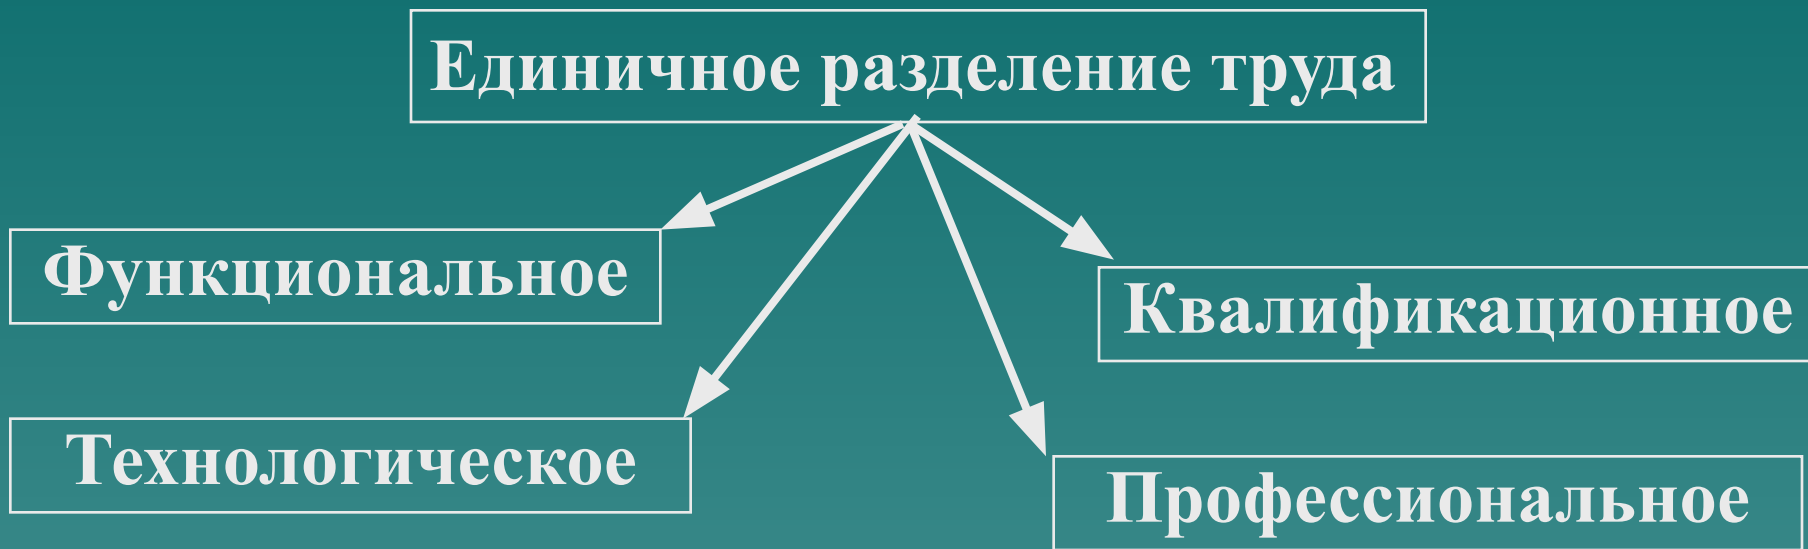 Единичное разделение труда
Функциональное
Квалификационное
Технологическое
Профессиональное